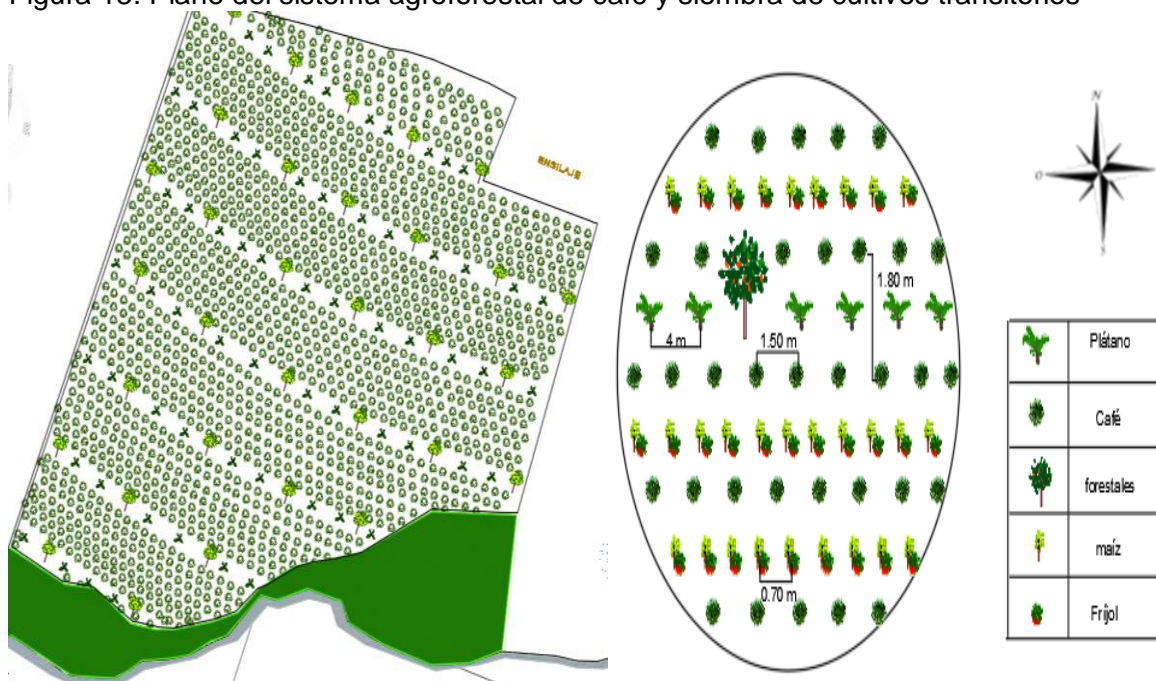 Figura 15. Plano del sistema agroforestal de café y siembra de cultivos transitorios
ENSILAJE
N
O
S
1.80 m
4 m
1.50 m
0.70 m
Plátano
Café
forestales
maíz
Fríjol